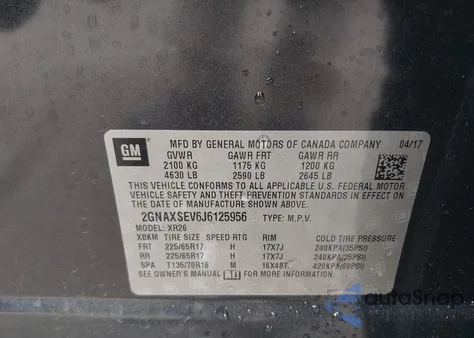 GM
MFD BY GENERAL MOTORS OF CANADA COMPANY 04/17
GVWR GAWR FRT GAWR RR
2100 KG 1175 KG 1200 KG
4630 LB 2590 LB 2645 LB
THIS VEHICLE CONFORMS TO ALL APPLICABLE U.S. FEDERAL MOTOR
VEHICLE SAFETY AND THEFT PREVENTION STANDARDS IN EFFECT ON
THE DATE OF MANUFACTURE SHOWN ABOVE.
2GNAXSEV6J6125956 TYPE: M.P.V.
MODEL: XR26
XBKM TIRE SIZE SPEED RTG RIM COLD TIRE PRESSURE
FRT 225/65R17 H 17X7J 240KPA(35PSI)
RR 225/65R17 H 17X7J 240KPA(35PSI)
SPA T135/70R16 M 16X4BT 420KPA(60PSI)
SEE OWNER'S MANUAL FOR MORE INFORMATION.
AutoSnap